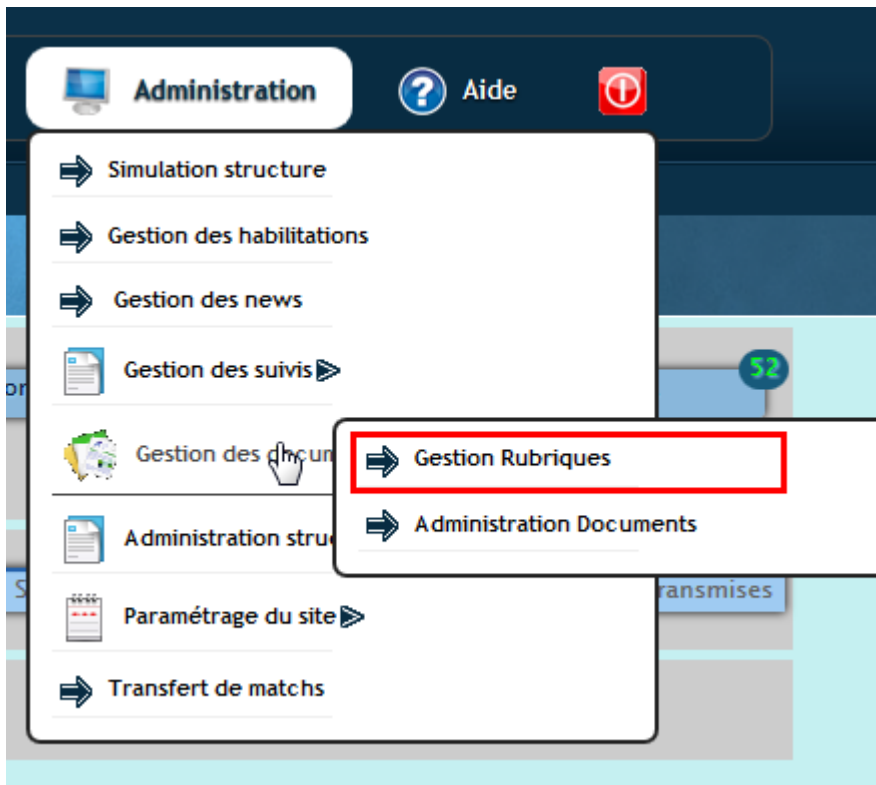 Administration
Aide
Simulation structure
Gestion des habilitations
Gestion des news
Gestion des suivis
52
or
Gestion des
Gestion Rubriques
Administration Documents
Administration
S
ransmises
Paramétrage du site
Transfert de matchs